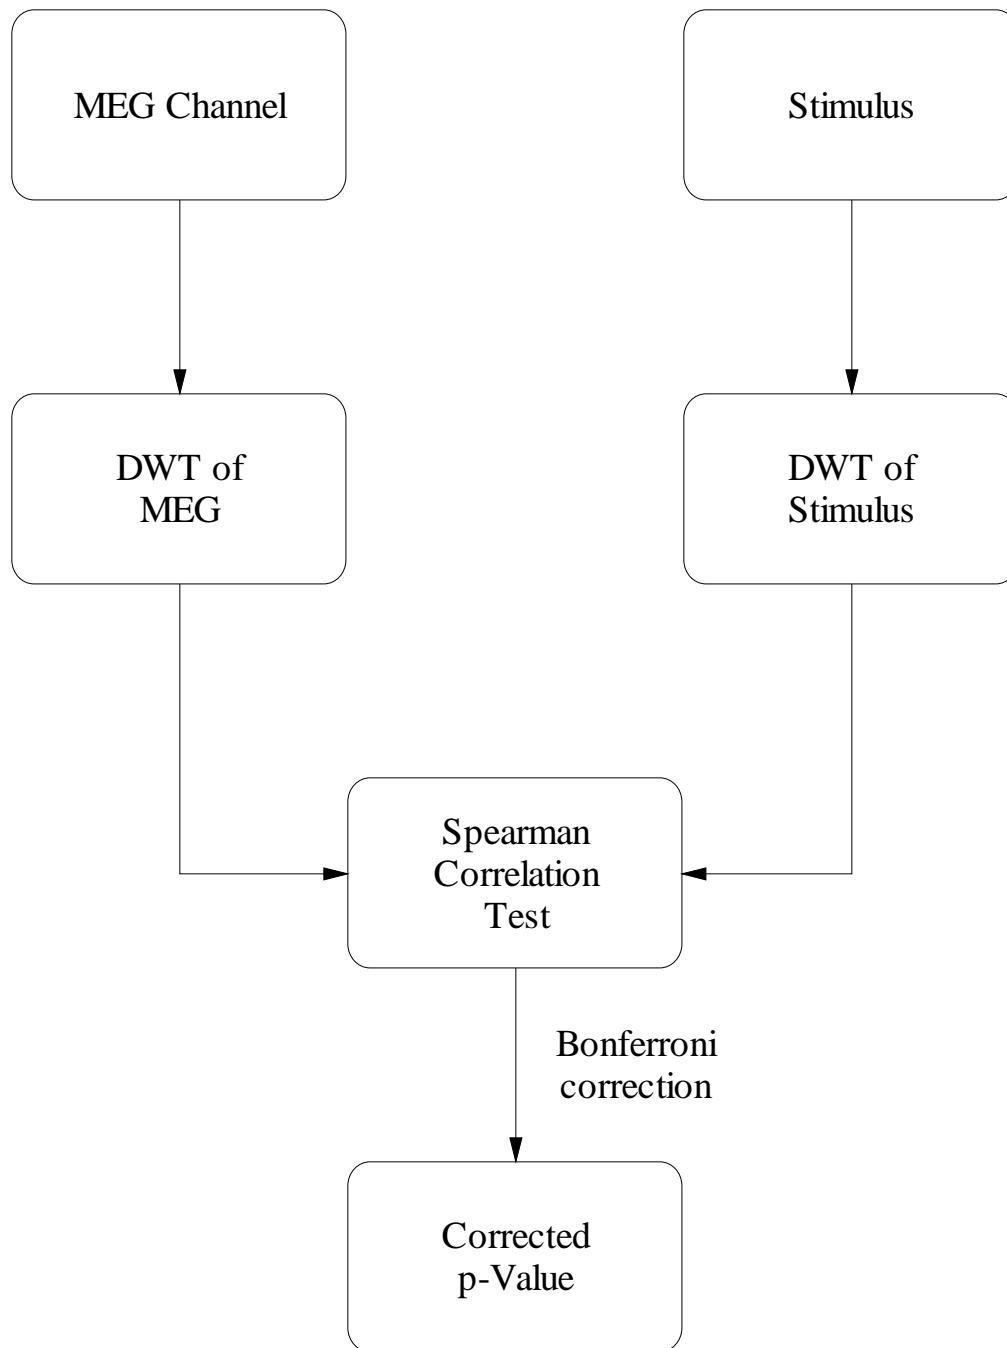 MEG Channel
Stimulus
DWT of
MEG
DWT of
Stimulus
Spearman
Correlation
Test
Bonferroni
correction
Corrected
p-Value